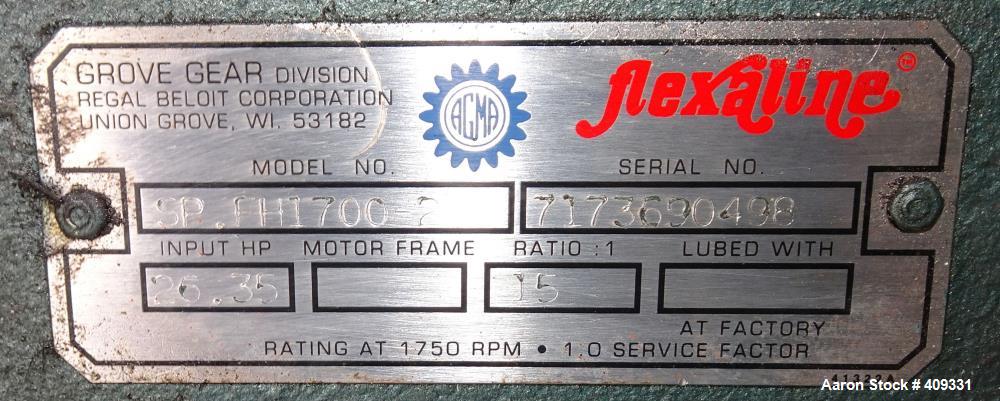 GROVE GEAR DIVISION
REGAL BELOIT CORPORATION
UNION GROVE, WI. 53182
AGMA
flexaline™
MODEL NO.
SERIAL NO.
SP.FH1700-2
7173690498
INPUT HP
MOTOR FRAME
RATIO :1
LUBED WITH
26.35
15
AT FACTORY
RATING AT 1750 RPM • 1.0 SERVICE FACTOR
41322A
Aaron Stock # 409331